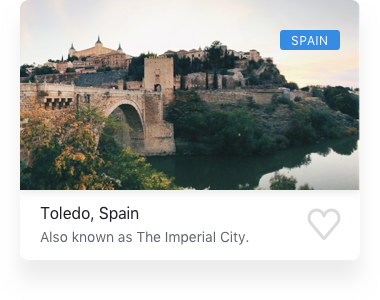 SPAIN
Toledo, Spain
Also known as The Imperial City.